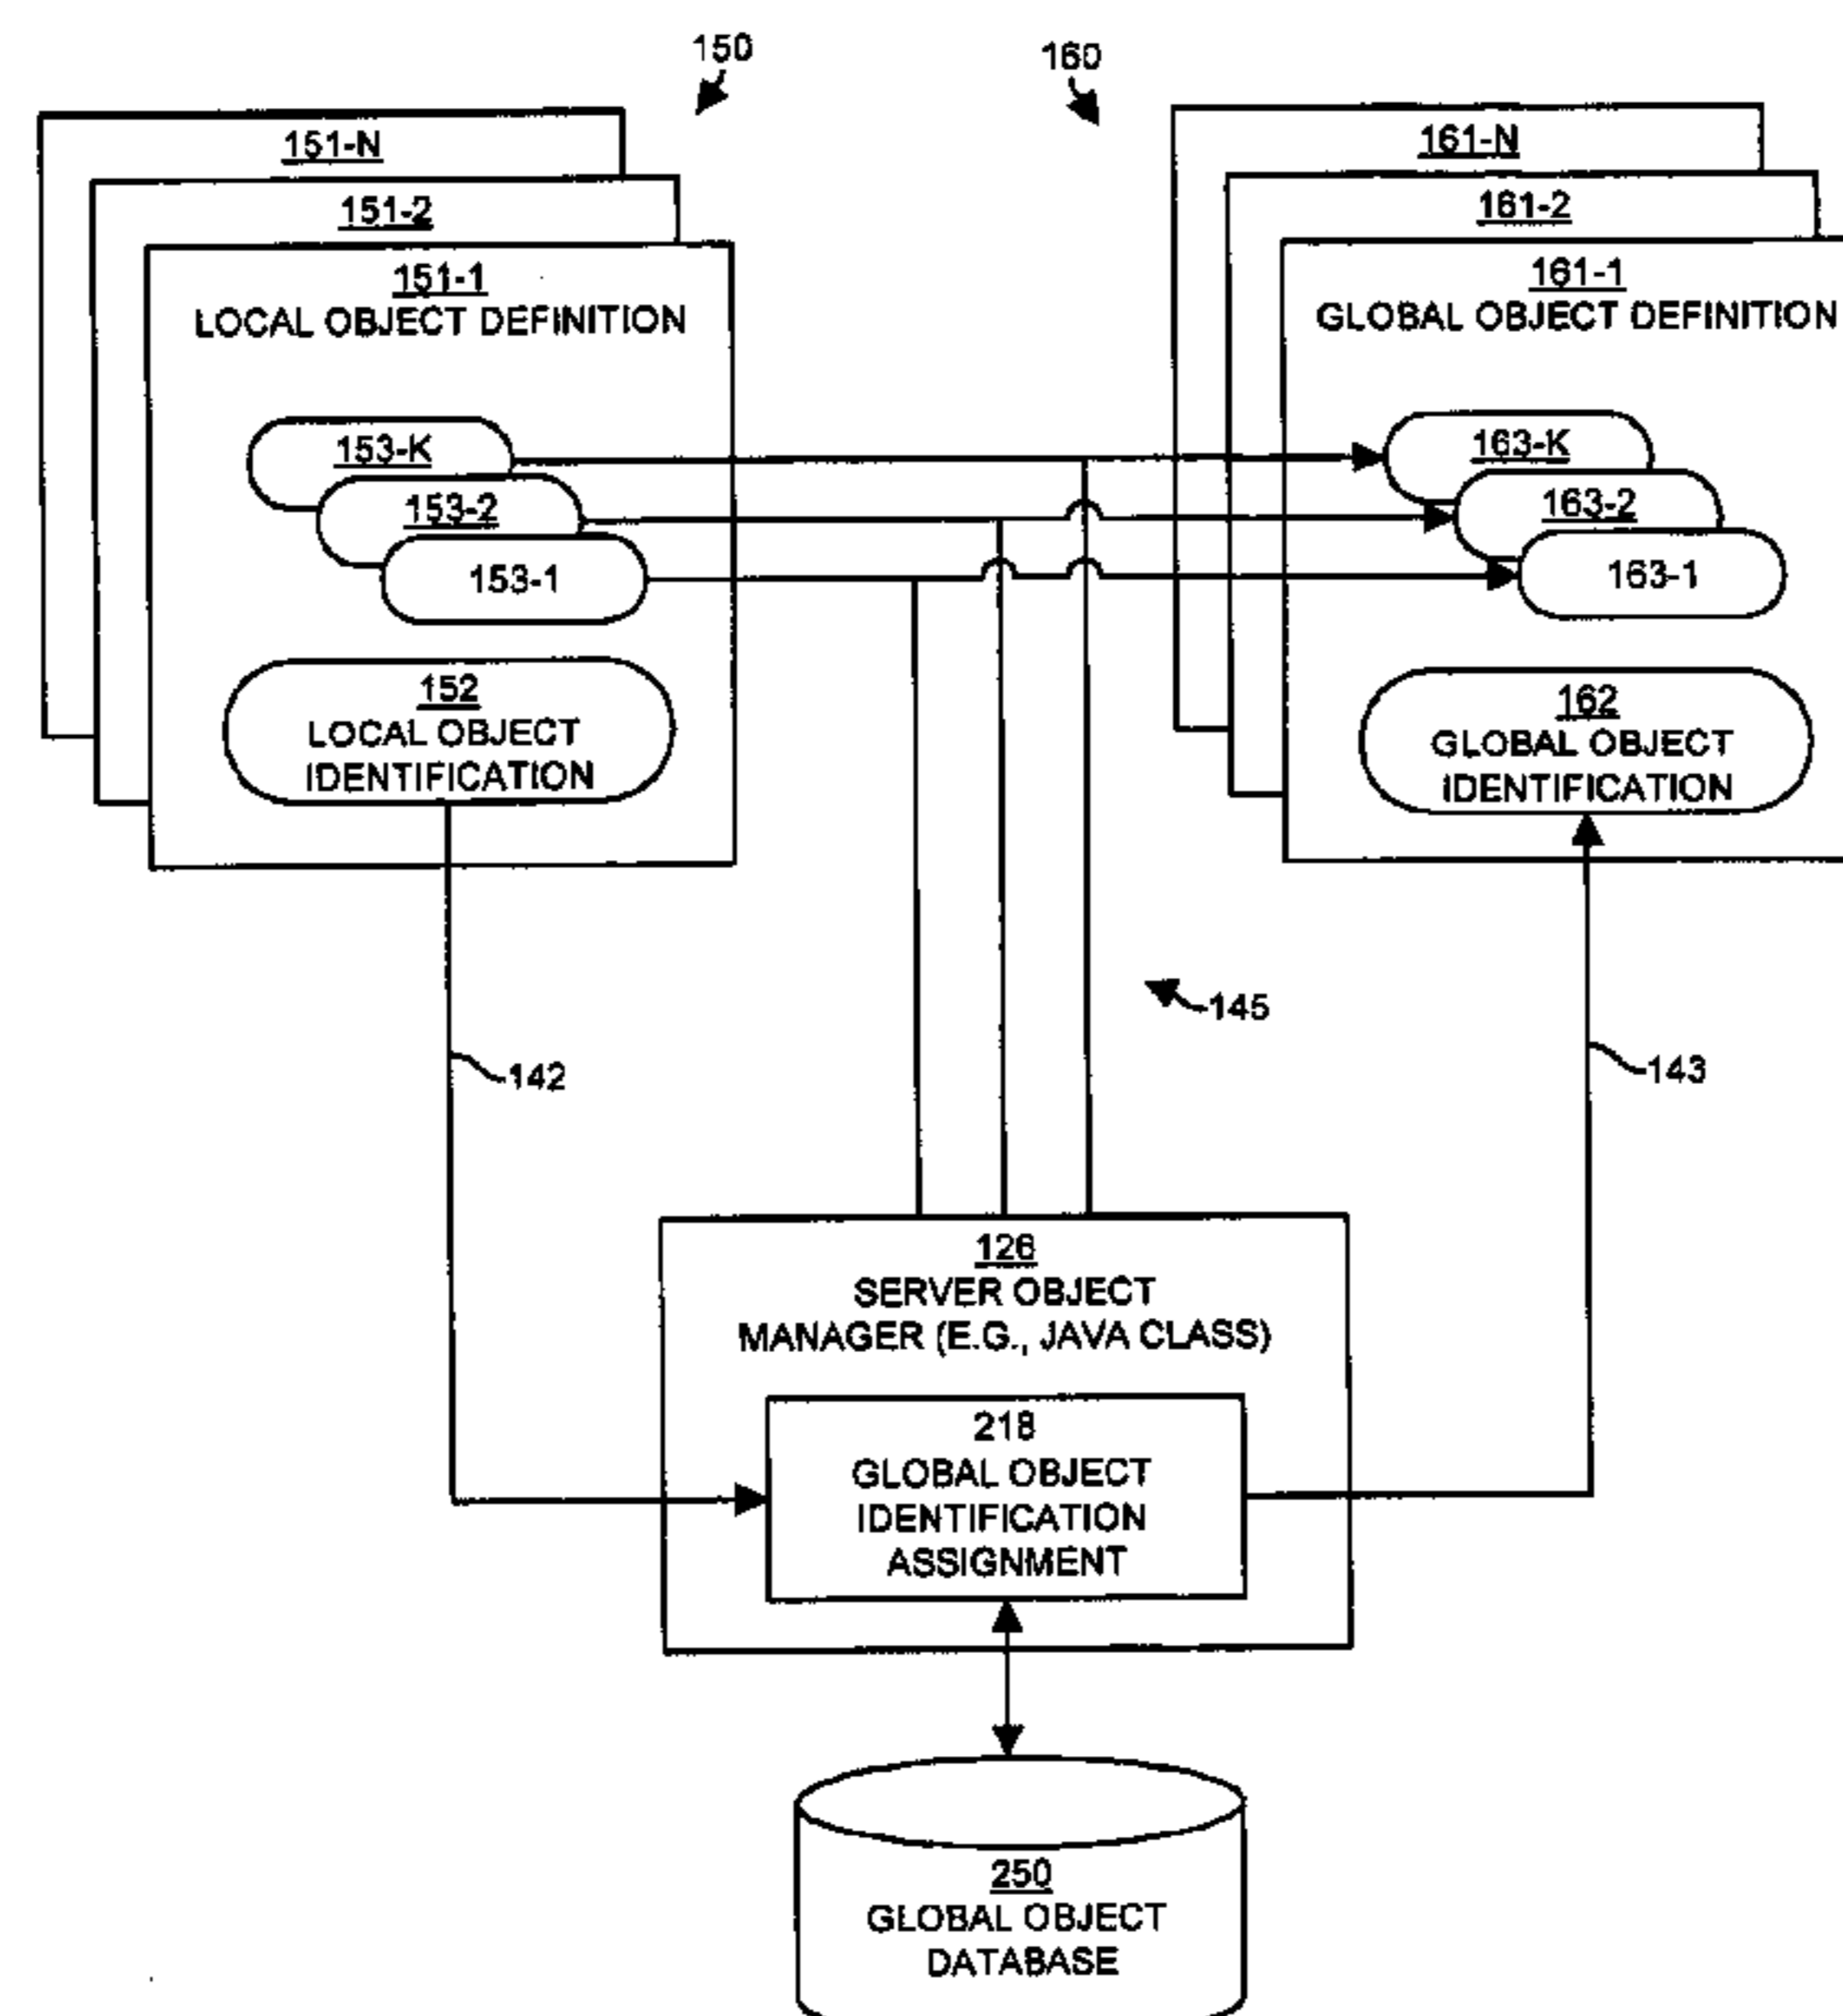 150
160
151-N
151-2
151-1
LOCAL OBJECT DEFINITION
153-K
153-2
153-1
152
LOCAL OBJECT
IDENTIFICATION
161-N
161-2
161-1
GLOBAL OBJECT DEFINITION
163-K
163-2
163-1
162
GLOBAL OBJECT
IDENTIFICATION
145
142
143
126
SERVER OBJECT
MANAGER (E.G., JAVA CLASS)
218
GLOBAL OBJECT
IDENTIFICATION
ASSIGNMENT
250
GLOBAL OBJECT
DATABASE